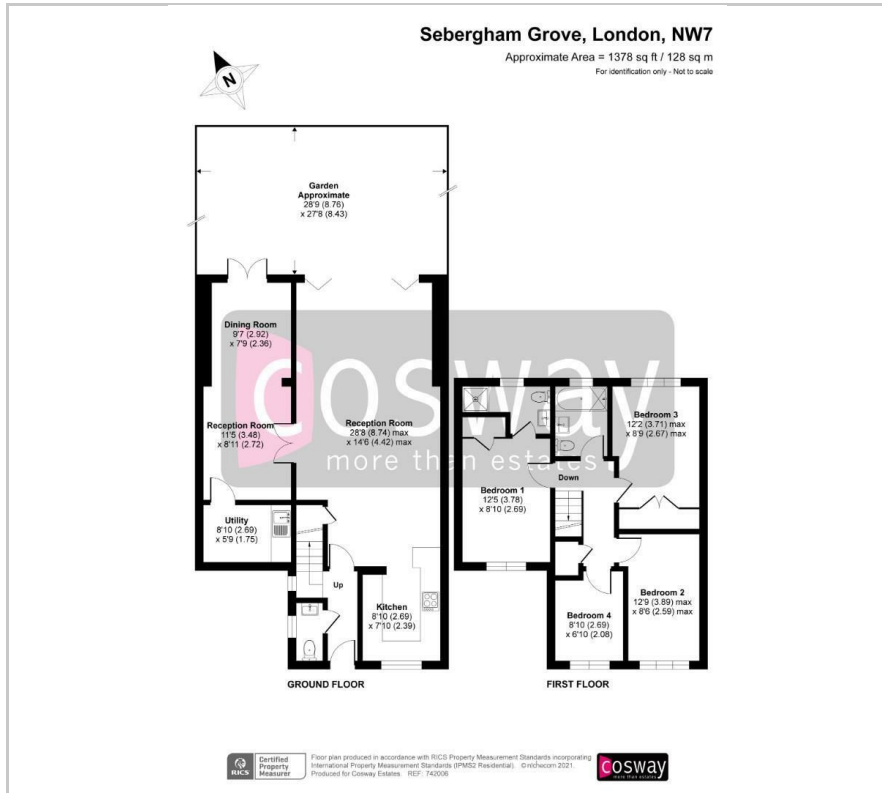 Sebergham Grove, London, NW7
Approximate Area = 1378 sq ft / 128 sq m
For identification only - Not to scale
N
Garden
Approximate
28'9 (8.76)
x 27'8 (8.43)
Dining Room
9'7 (2.92)
x 7'9 (2.36)
cosway
more than estates
Reception Room
11'5 (3.48)
x 8'11 (2.72)
Reception Room
28'8 (8.74) max
x 14'6 (4.42) max
Utility
8'10 (2.69)
x 5'9 (1.75)
Up
Kitchen
8'10 (2.69)
x 7'10 (2.39)
GROUND FLOOR
Bedroom 3
12'2 (3.71) max
x 8'9 (2.67) max
Down
Bedroom 1
12'5 (3.78)
x 8'10 (2.69)
Bedroom 2
12'9 (3.89) max
x 8'6 (2.59) max
Bedroom 4
8'10 (2.69)
x 6'10 (2.08)
FIRST FLOOR
RICS
Certified
Property
Measurer
Floor plan produced in accordance with RICS Property Measurement Standards incorporating
International Property Measurement Standards (IPMS2 Residential). ©nichecom 2021.
Produced for Cosway Estates. REF: 742006
cosway
more than estates